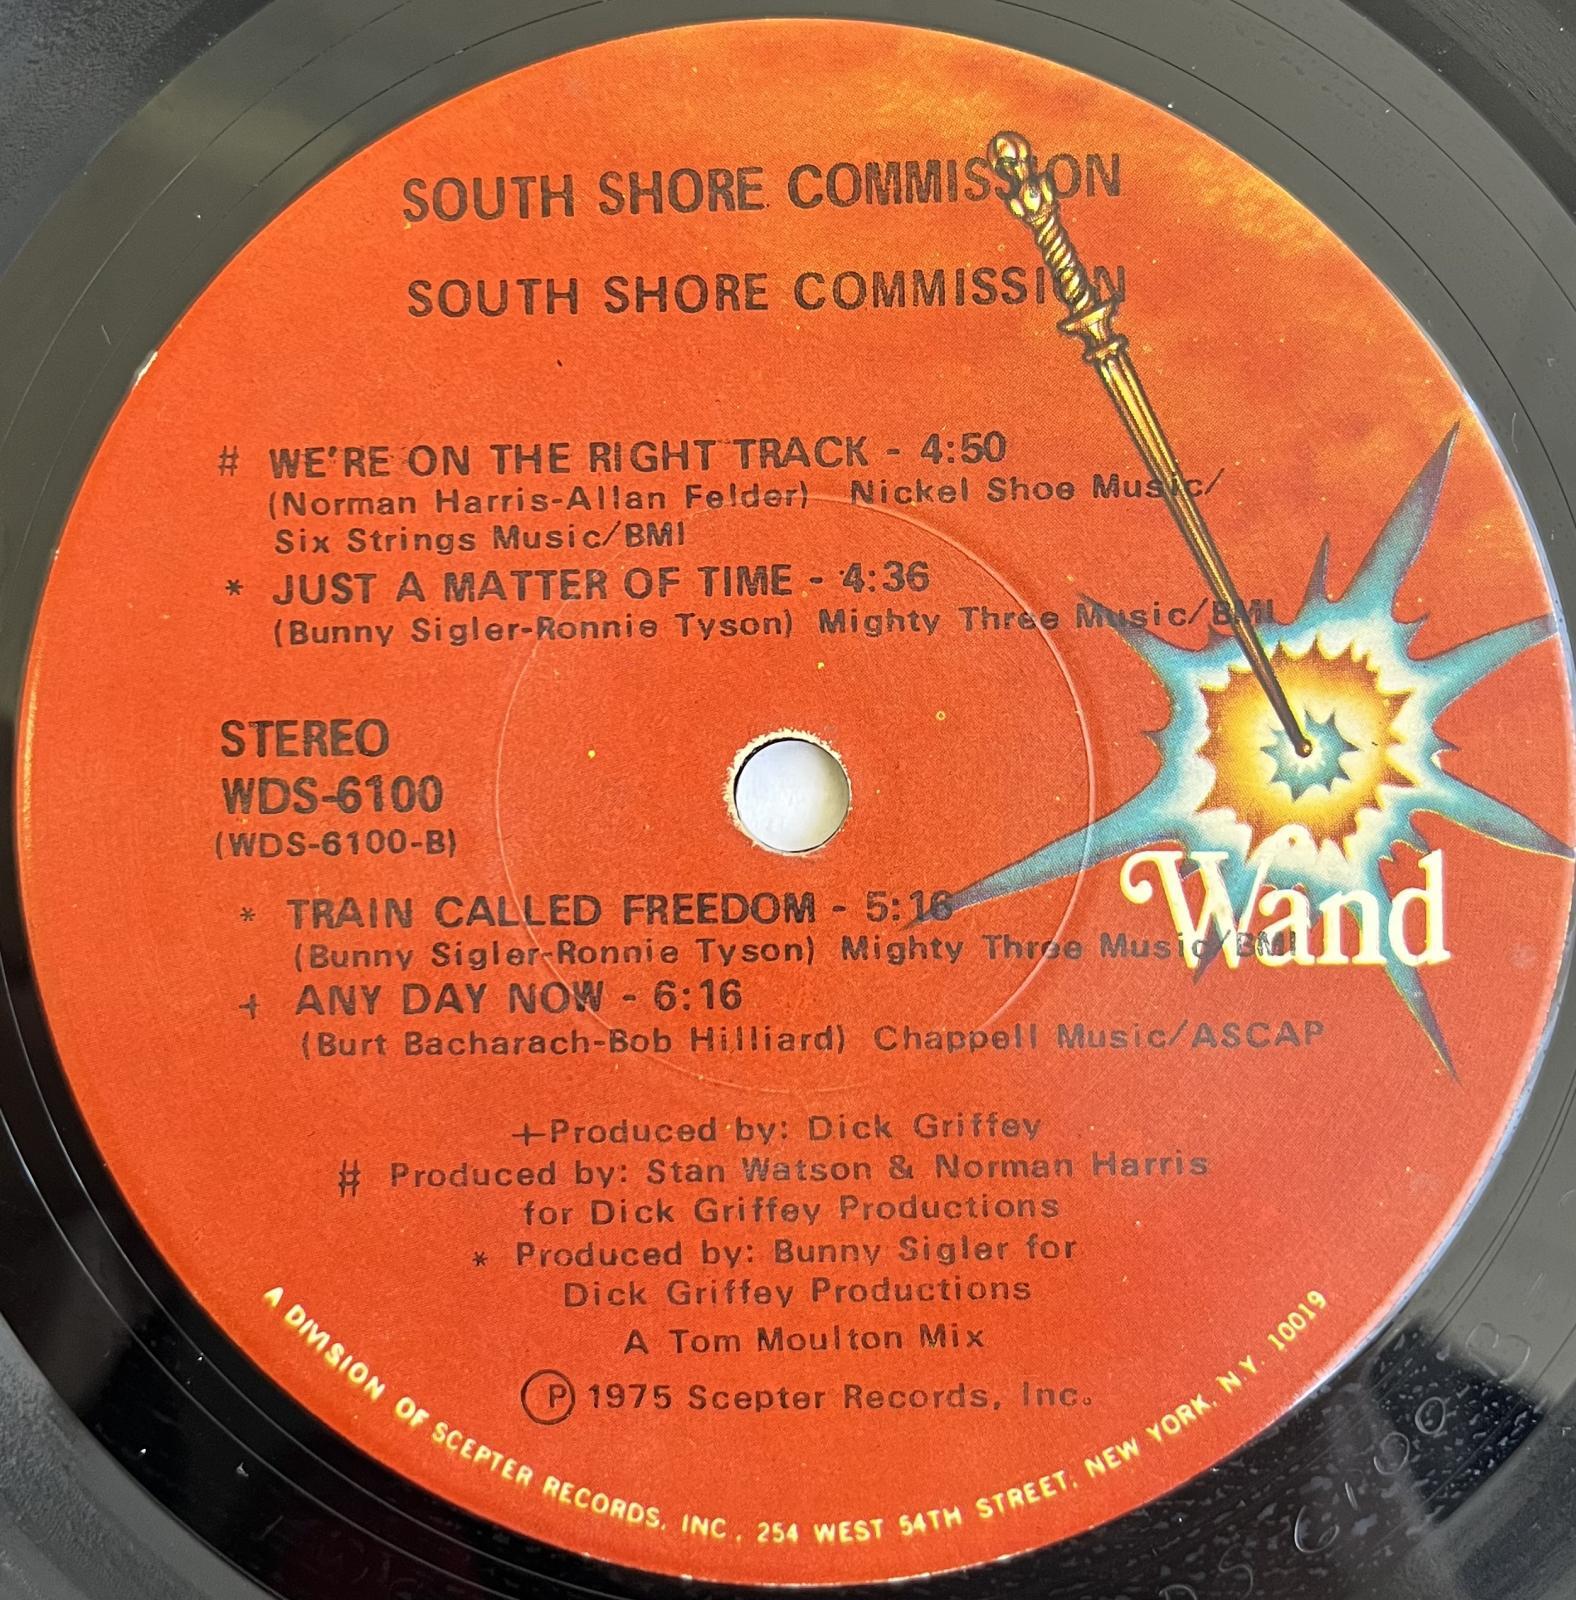 SOUTH SHORE COMMISSION
SOUTH SHORE COMMISSION
# WE'RE ON THE RIGHT TRACK - 4:50
(Norman Harris-Allan Felder) Nickel Shoe Music/
Six Strings Music/BMI
* JUST A MATTER OF TIME - 4:36
(Bunny Sigler-Ronnie Tyson) Mighty Three Music/BMI
STEREO
WDS-6100
(WDS-6100-B)
Wand
* TRAIN CALLED FREEDOM - 5:16
(Bunny Sigler-Ronnie Tyson) Mighty Three Music/BMI
+ ANY DAY NOW - 6:16
(Burt Bacharach-Bob Hilliard) Chappell Music/ASCAP
+Produced by: Dick Griffey
# Produced by: Stan Watson & Norman Harris
for Dick Griffey Productions
* Produced by: Bunny Sigler for
Dick Griffey Productions
A Tom Moulton Mix
Ⓟ 1975 Scepter Records, Inc.
A DIVISION OF SCEPTER RECORDS, INC., 254 WEST 54TH STREET, NEW YORK, N.Y. 10019